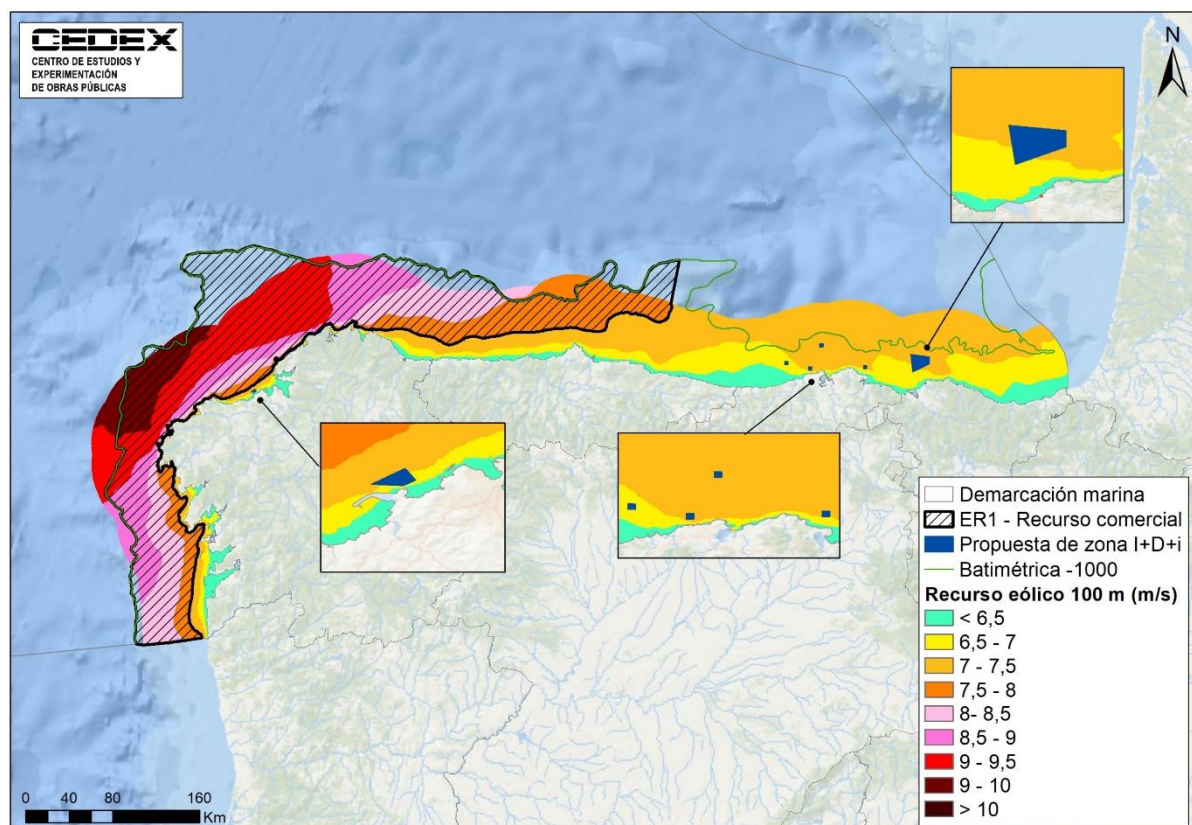 CEDEX
CENTRO DE ESTUDIOS Y
EXPERIMENTACIÓN
DE OBRAS PÚBLICAS
N
Demarcación marina
ER1 - Recurso comercial
Propuesta de zona I+D+i
Batimétrica -1000
Recurso eólico 100 m (m/s)
< 6,5
6,5 - 7
7 - 7,5
7,5 - 8
8- 8,5
8,5 - 9
9 - 9,5
9 - 10
> 10
0 40 80 160
Km